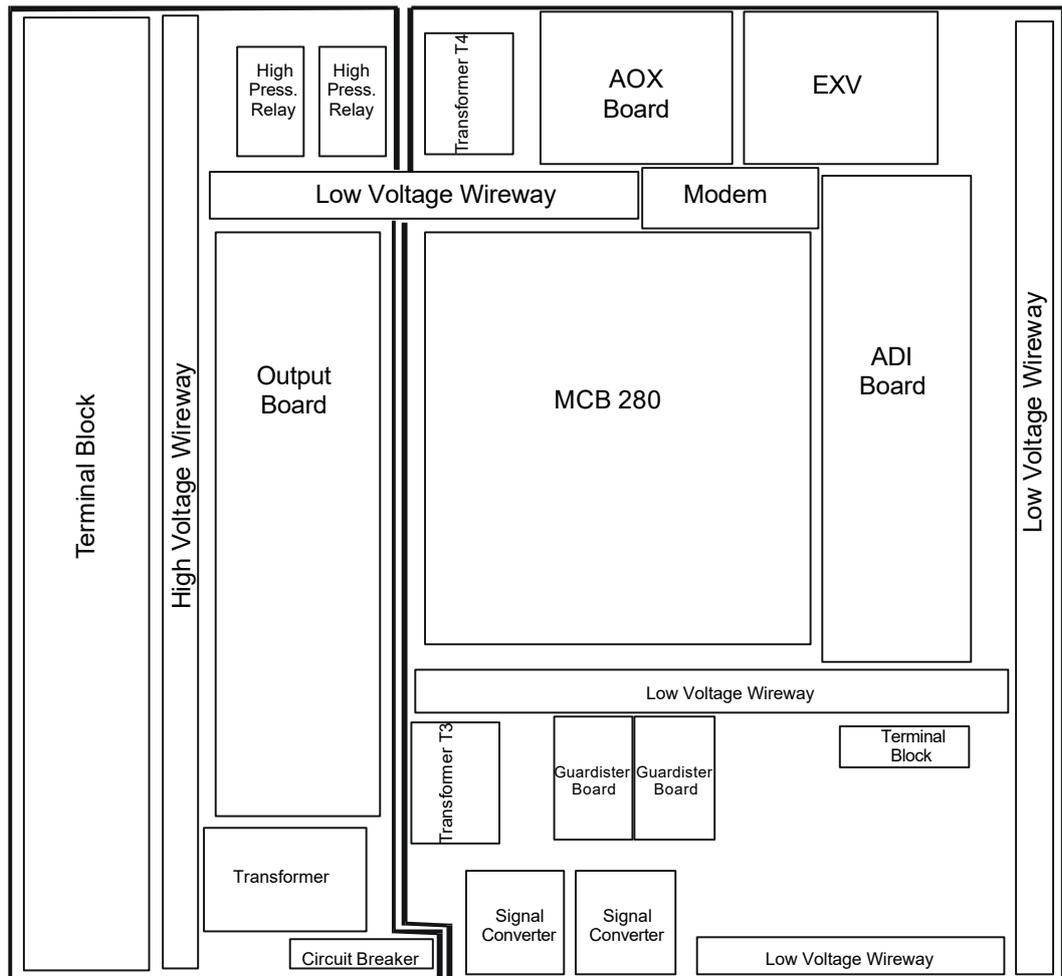 High
Press.
Relay
High
Press.
Relay
Transformer T4
AOX
Board
EXV
Low Voltage Wireway
Modem
Terminal Block
High Voltage Wireway
Output
Board
MCB 280
ADI
Board
Low Voltage Wireway
Low Voltage Wireway
Transformer T3
Guardister
Board
Guardister
Board
Terminal
Block
Transformer
Signal
Converter
Signal
Converter
Circuit Breaker
Low Voltage Wireway